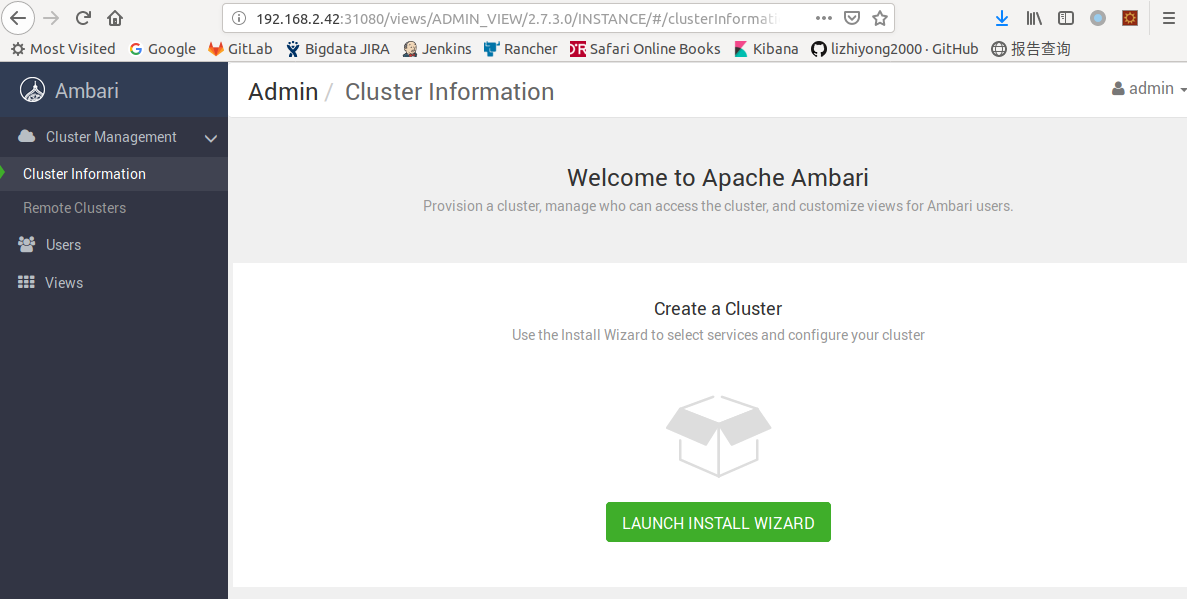 192.168.2.42:31080/views/ADMIN_VIEW/2.7.3.0/INSTANCE/#/clusterInformati
Most Visited Google GitLab Bigdata JIRA Jenkins Rancher Safari Online Books Kibana lizhiyong2000 · GitHub 报告查询
Ambari
Admin / Cluster Information
admin
Cluster Management
Cluster Information
Remote Clusters
Users
Views
Welcome to Apache Ambari
Provision a cluster, manage who can access the cluster, and customize views for Ambari users.
Create a Cluster
Use the Install Wizard to select services and configure your cluster
LAUNCH INSTALL WIZARD